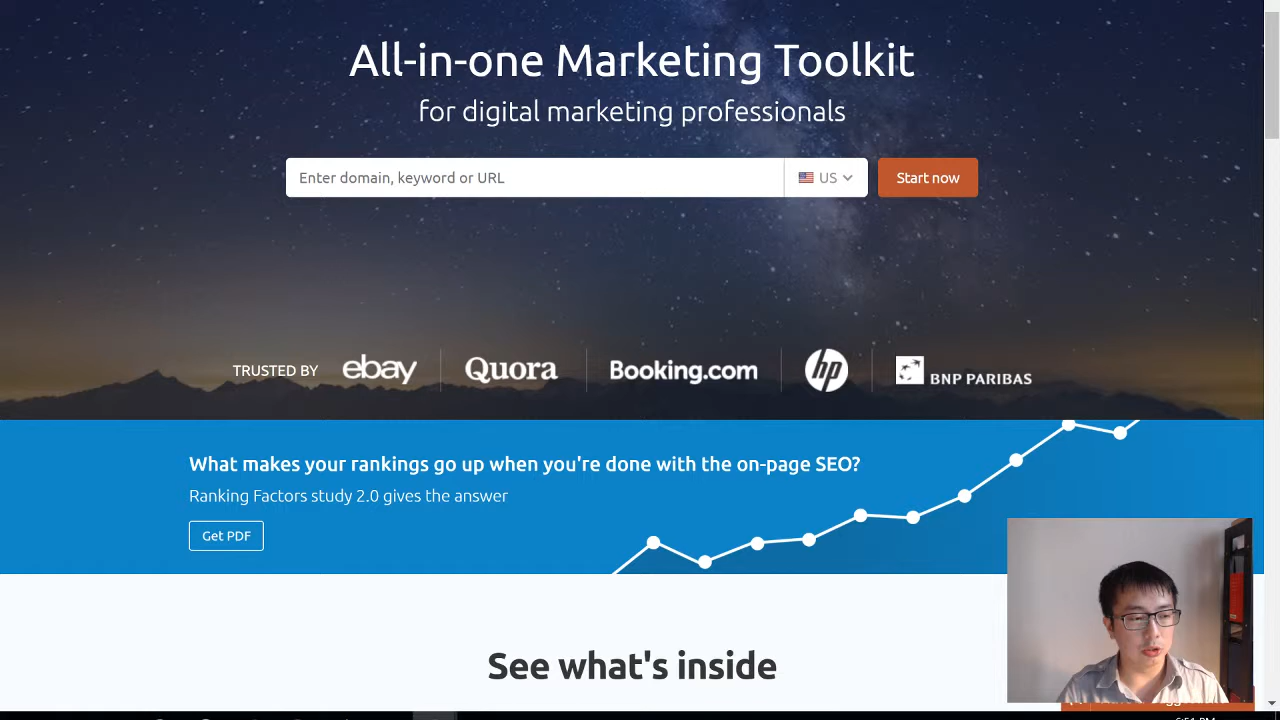 All-in-one Marketing Toolkit
for digital marketing professionals
Enter domain, keyword or URL
US
Start now
TRUSTED BY
ebay
Quora
Booking.com
hp
BNP PARIBAS
What makes your rankings go up when you're done with the on-page SEO?
Ranking Factors study 2.0 gives the answer
Get PDF
See what's inside